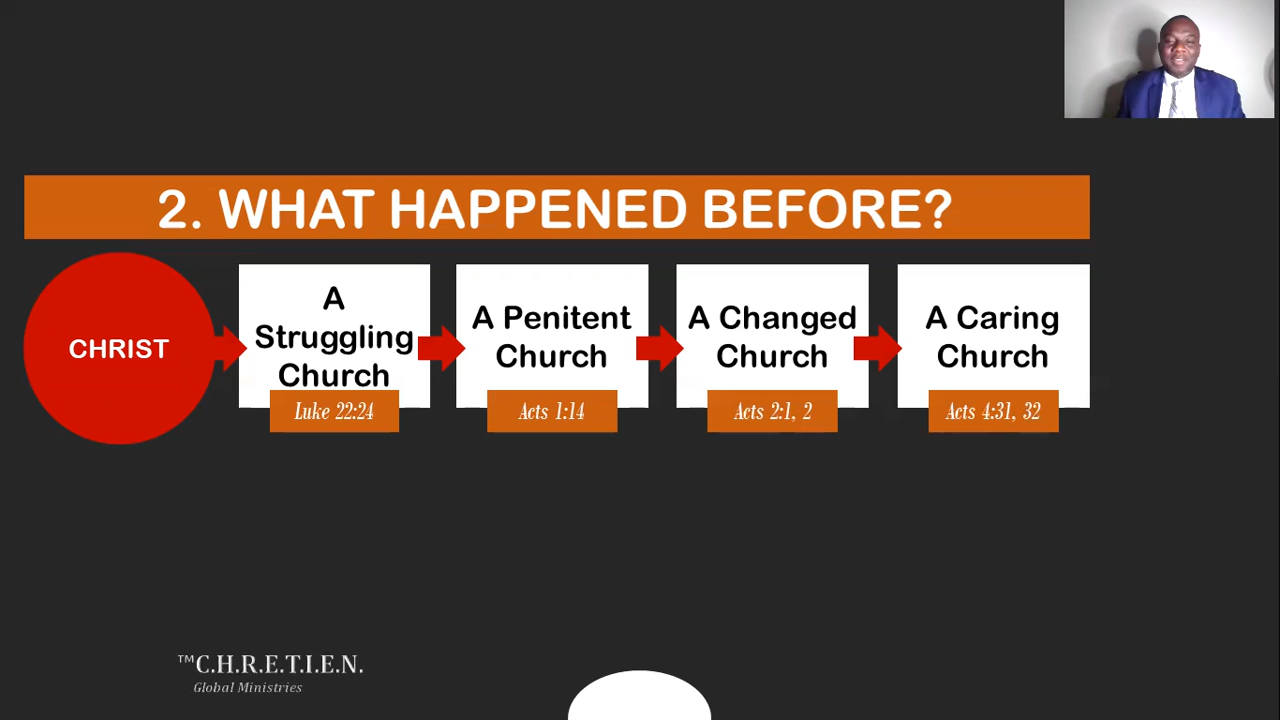 2. WHAT HAPPENED BEFORE?
CHRIST
A
Struggling
Church
Luke 22:24
A Penitent
Church
Acts 1:14
A Changed
Church
Acts 2:1, 2
A Caring
Church
Acts 4:31, 32
™C.H.R.E.T.I.E.N.
Global Ministries